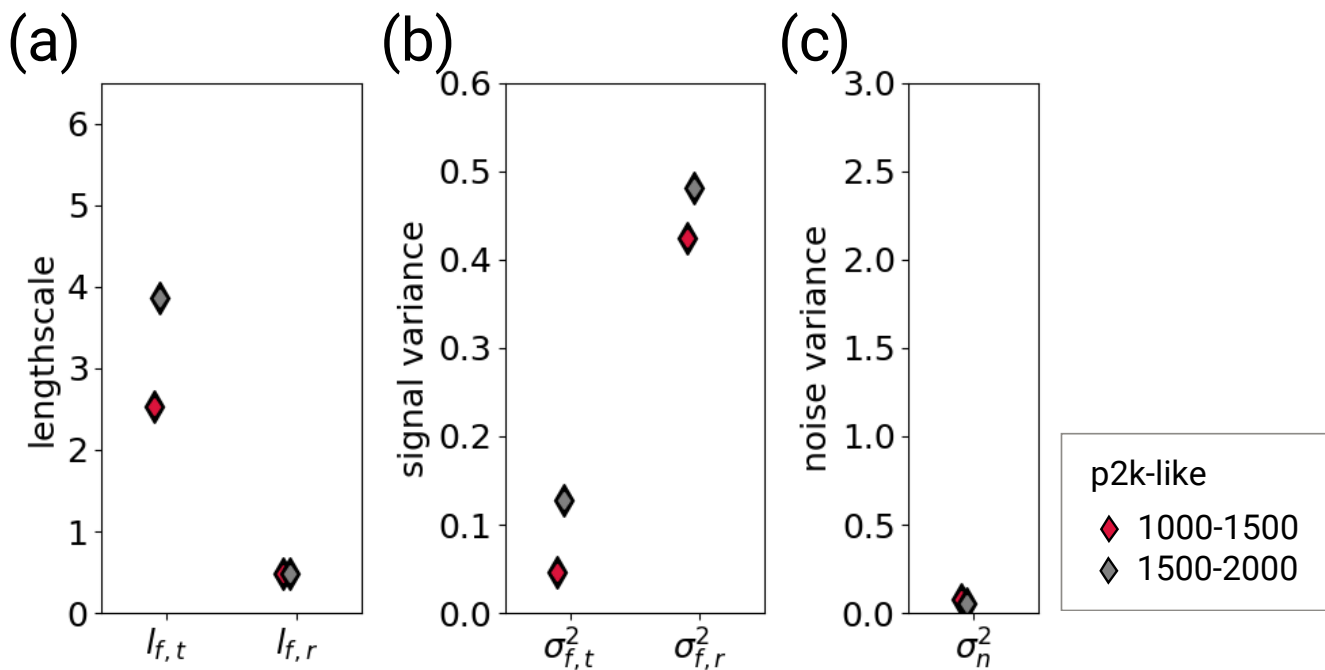 (a)
lengthscale
6
5
4
3
2
1
0
l_{f, t}
l_{f, r}
(b)
signal variance
0.6
0.5
0.4
0.3
0.2
0.1
0.0
σ²_{f, t}
σ²_{f, r}
(c)
noise variance
3.0
2.5
2.0
1.5
1.0
0.5
0.0
σ²_n
p2k-like
1000-1500
1500-2000